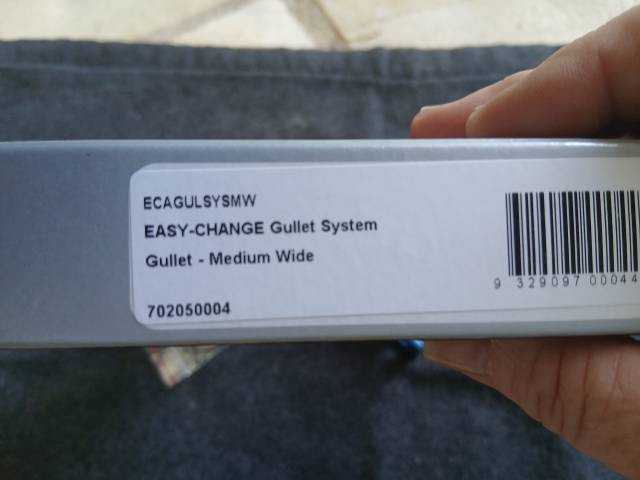 ECAGULSYSMW
EASY-CHANGE Gullet System
Gullet - Medium Wide
702050004
9 329097 00044